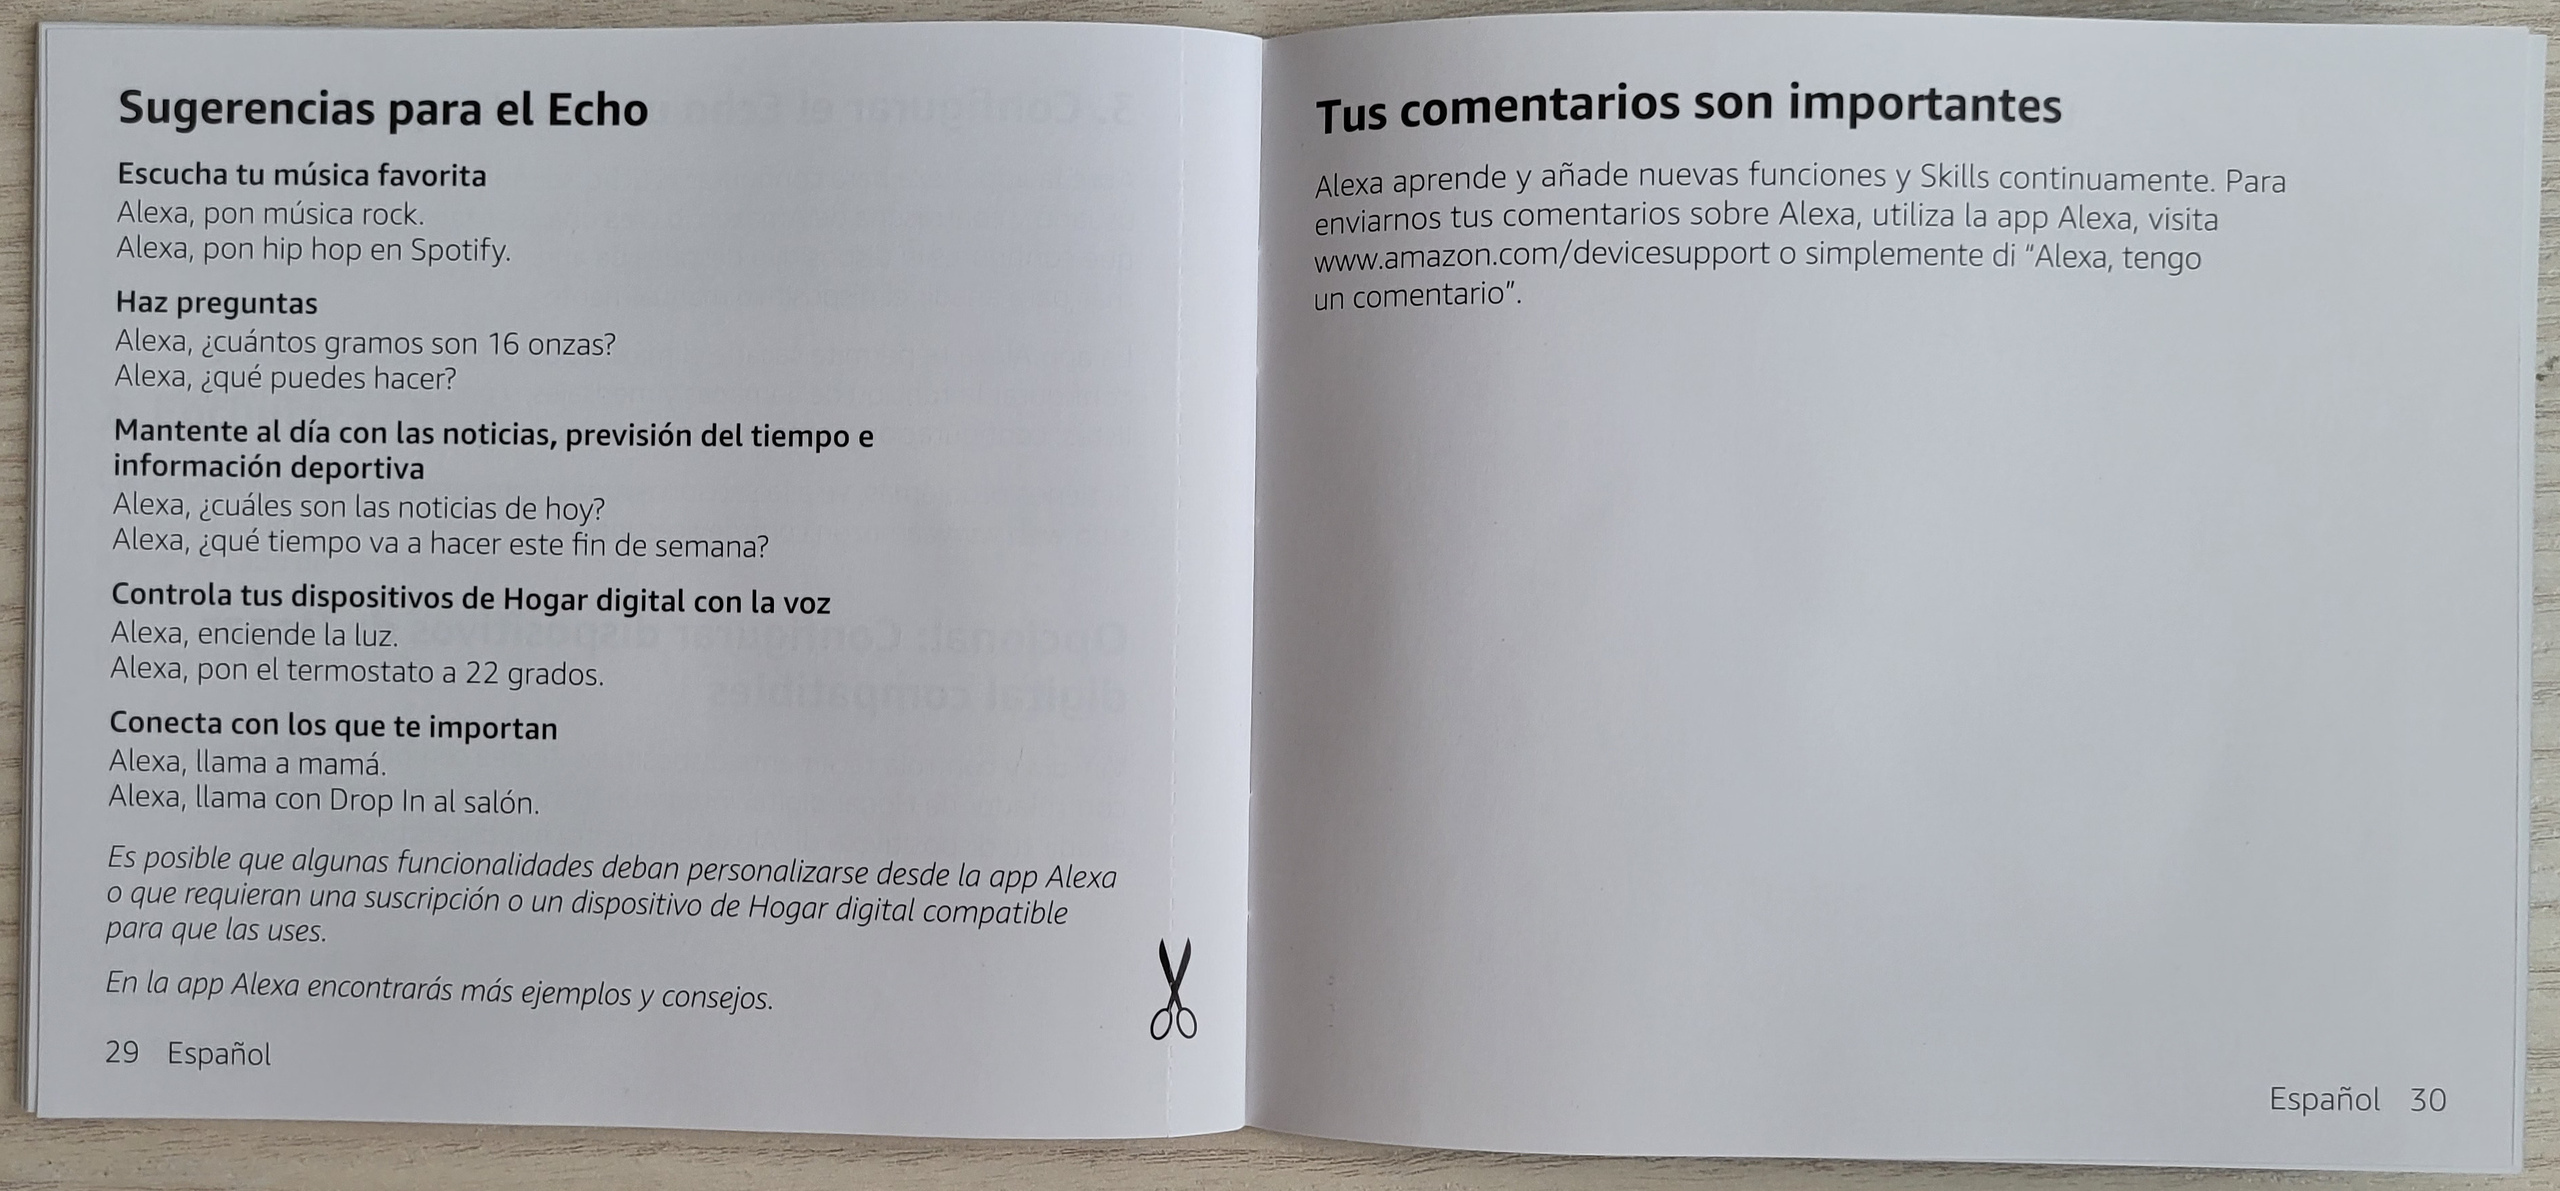 Sugerencias para el Echo
Escucha tu música favorita
Alexa, pon música rock.
Alexa, pon hip hop en Spotify.
Haz preguntas
Alexa, ¿cuántos gramos son 16 onzas?
Alexa, ¿qué puedes hacer?
Mantente al día con las noticias, previsión del tiempo e
información deportiva
Alexa, ¿cuáles son las noticias de hoy?
Alexa, ¿qué tiempo va a hacer este fin de semana?
Controla tus dispositivos de Hogar digital con la voz
Alexa, enciende la luz.
Alexa, pon el termostato a 22 grados.
Conecta con los que te importan
Alexa, llama a mamá.
Alexa, llama con Drop In al salón.
Es posible que algunas funcionalidades deban personalizarse desde la app Alexa
o que requieran una suscripción o un dispositivo de Hogar digital compatible
para que las uses.
En la app Alexa encontrarás más ejemplos y consejos.
29 Español
Tus comentarios son importantes
Alexa aprende y añade nuevas funciones y Skills continuamente. Para
enviarnos tus comentarios sobre Alexa, utiliza la app Alexa, visita
www.amazon.com/devicesupport o simplemente di “Alexa, tengo
un comentario”.
Español 30